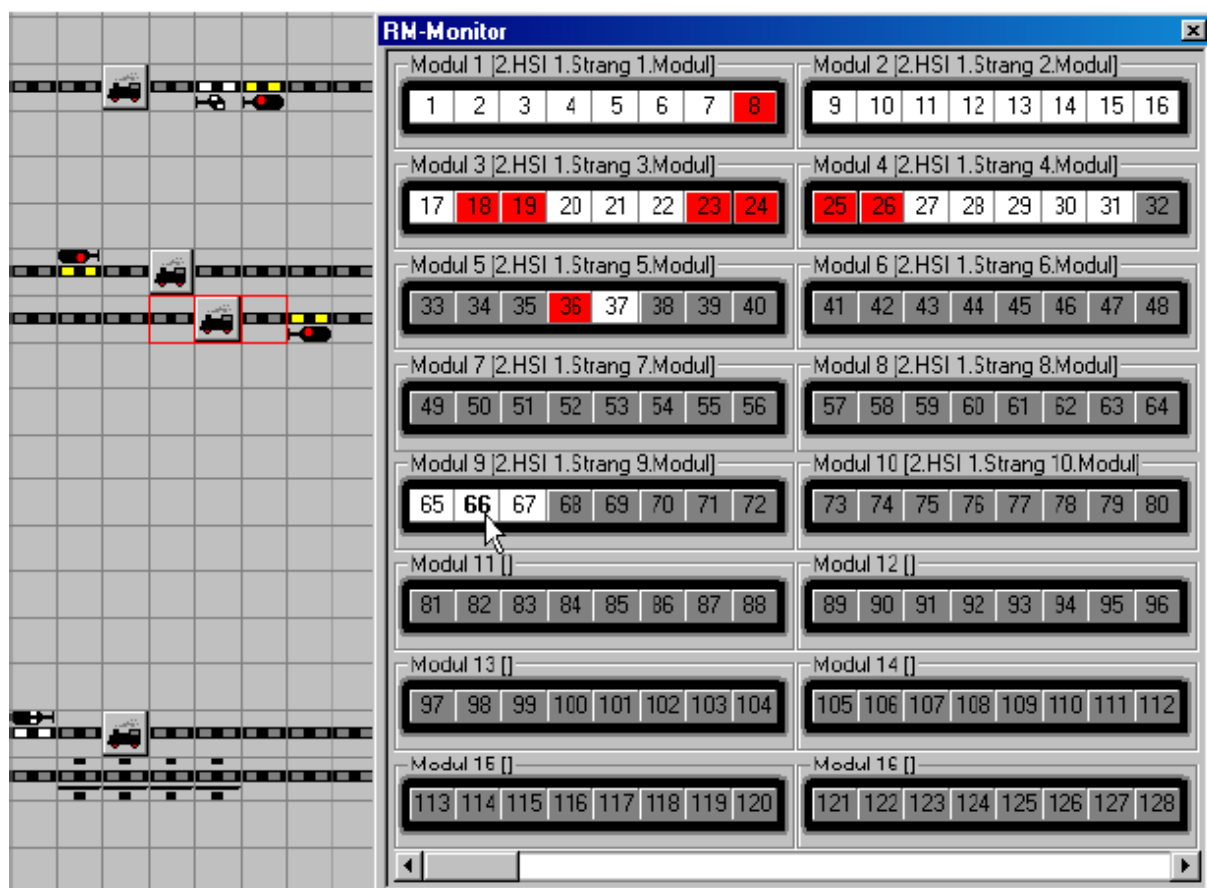 RM-Monitor
Modul 1 [2.HSI 1.Strang 1.Modul]
1 2 3 4 5 6 7 8
Modul 2 [2.HSI 1.Strang 2.Modul]
9 10 11 12 13 14 15 16
Modul 3 [2.HSI 1.Strang 3.Modul]
17 18 19 20 21 22 23 24
Modul 4 [2.HSI 1.Strang 4.Modul]
25 26 27 28 29 30 31 32
Modul 5 [2.HSI 1.Strang 5.Modul]
33 34 35 36 37 38 39 40
Modul 6 [2.HSI 1.Strang 6.Modul]
41 42 43 44 45 46 47 48
Modul 7 [2.HSI 1.Strang 7.Modul]
49 50 51 52 53 54 55 56
Modul 8 [2.HSI 1.Strang 8.Modul]
57 58 59 60 61 62 63 64
Modul 9 [2.HSI 1.Strang 9.Modul]
65 66 67 68 69 70 71 72
Modul 10 [2.HSI 1.Strang 10.Modul]
73 74 75 76 77 78 79 80
Modul 11 []
81 82 83 84 85 86 87 88
Modul 12 []
89 90 91 92 93 94 95 96
Modul 13 []
97 98 99 100 101 102 103 104
Modul 14 []
105 106 107 108 109 110 111 112
Modul 15 []
113 114 115 116 117 118 119 120
Modul 16 []
121 122 123 124 125 126 127 128